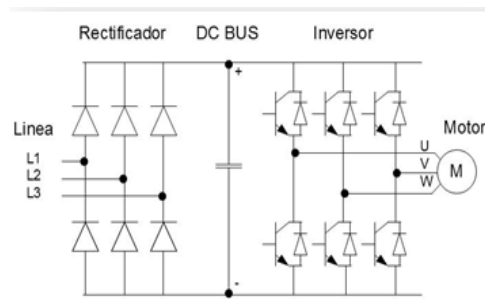 Rectificador DC BUS Inversor
+
Linea
L1
L2
L3
Motor
U
V
W
M
-